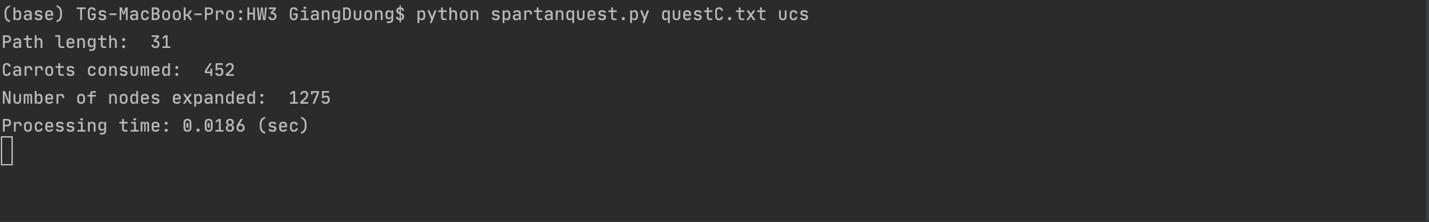 (base) TGs-MacBook-Pro:HW3 GiangDuong$ python spartanquest.py questC.txt ucs
Path length:  31
Carrots consumed:  452
Number of nodes expanded:  1275
Processing time: 0.0186 (sec)